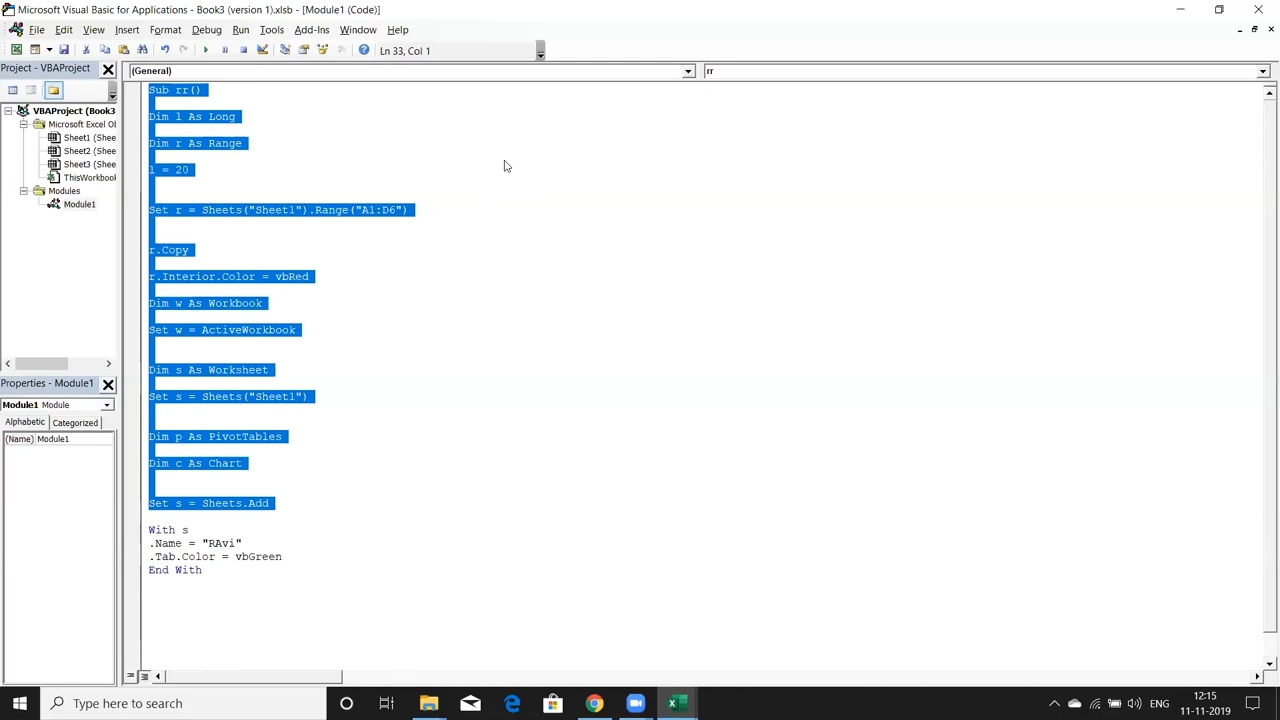 Microsoft Visual Basic for Applications - Book3 (version 1).xlsb - [Module1 (Code)]
File Edit View Insert Format Debug Run Tools Add-Ins Window Help
Ln 33, Col 1
Project - VBAProject
(General)
rr
VBAProject (Book3
Microsoft Excel Ob
Sheet1 (Shee
Sheet2 (Shee
Sheet3 (Shee
ThisWorkbook
Modules
Module1
Properties - Module1
Module1 Module
Alphabetic Categorized
(Name) Module1
Sub rr()
Dim l As Long
Dim r As Range
l = 20
Set r = Sheets("Sheet1").Range("A1:D6")
r.Copy
r.Interior.Color = vbRed
Dim w As Workbook
Set w = ActiveWorkbook
Dim s As Worksheet
Set s = Sheets("Sheet1")
Dim p As PivotTables
Dim c As Chart
Set s = Sheets.Add
With s
.Name = "RAvi"
.Tab.Color = vbGreen
End With
Type here to search
ENG
12:15
11-11-2019